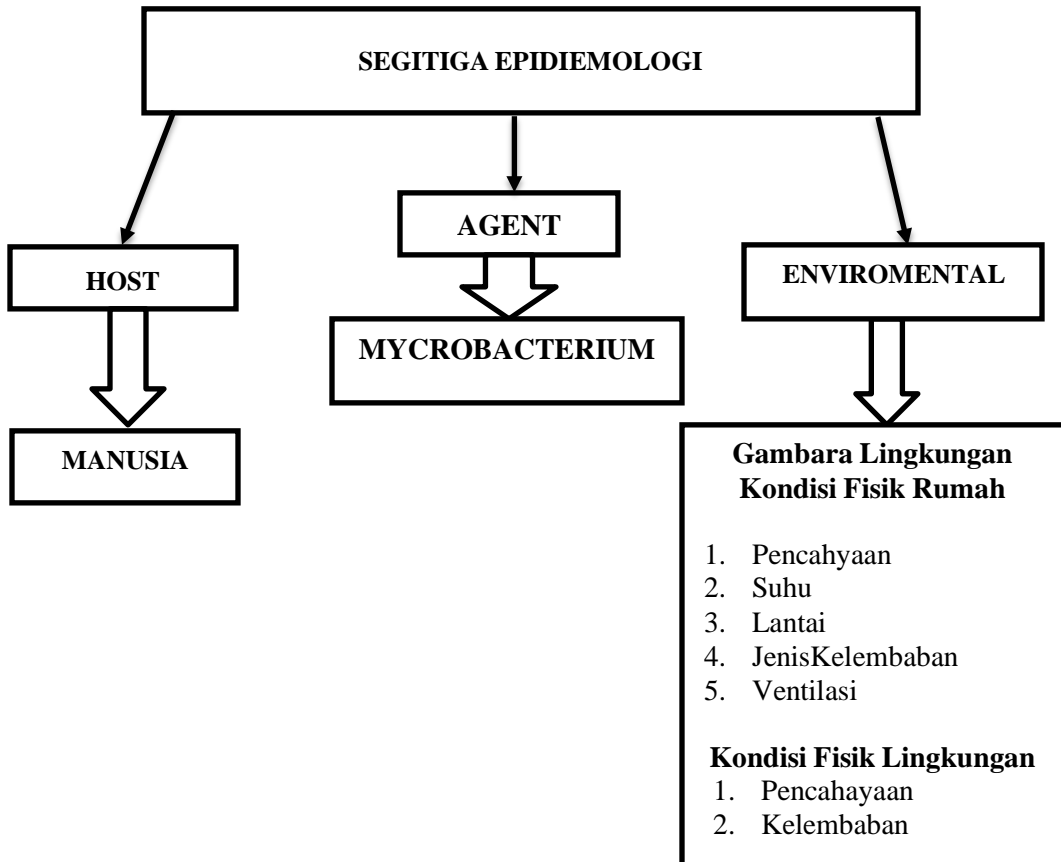 SEGITIGA EPIDIEMOLOGI
AGENT
HOST
ENVIROMENTAL
MYCROBACTERIUM
MANUSIA
Gambara Lingkungan
Kondisi Fisik Rumah
1. Pencahyaan
2. Suhu
3. Lantai
4. JenisKelembaban
5. Ventilasi
Kondisi Fisik Lingkungan
1. Pencahayaan
2. Kelembaban